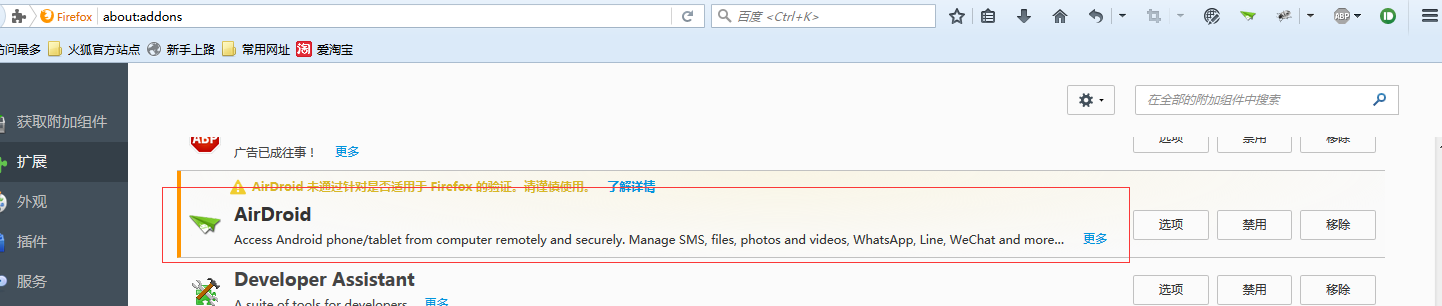 Firefox about:addons 百度 <Ctrl+K> ABP
访问最多 火狐官方站点 新手上路 常用网址 淘 爱淘宝
在全部的附加组件中搜索
获取附加组件
扩展
外观
插件
服务
ABP
广告已成往事！ 更多 选项 禁用 移除
AirDroid 未通过针对是否适用于 Firefox 的验证。请谨慎使用。 了解详情
AirDroid
Access Android phone/tablet from computer remotely and securely. Manage SMS, files, photos and videos, WhatsApp, Line, WeChat and more... 更多 选项 禁用 移除
Developer Assistant
A suite of tools for developers. 更多 选项 禁用 移除